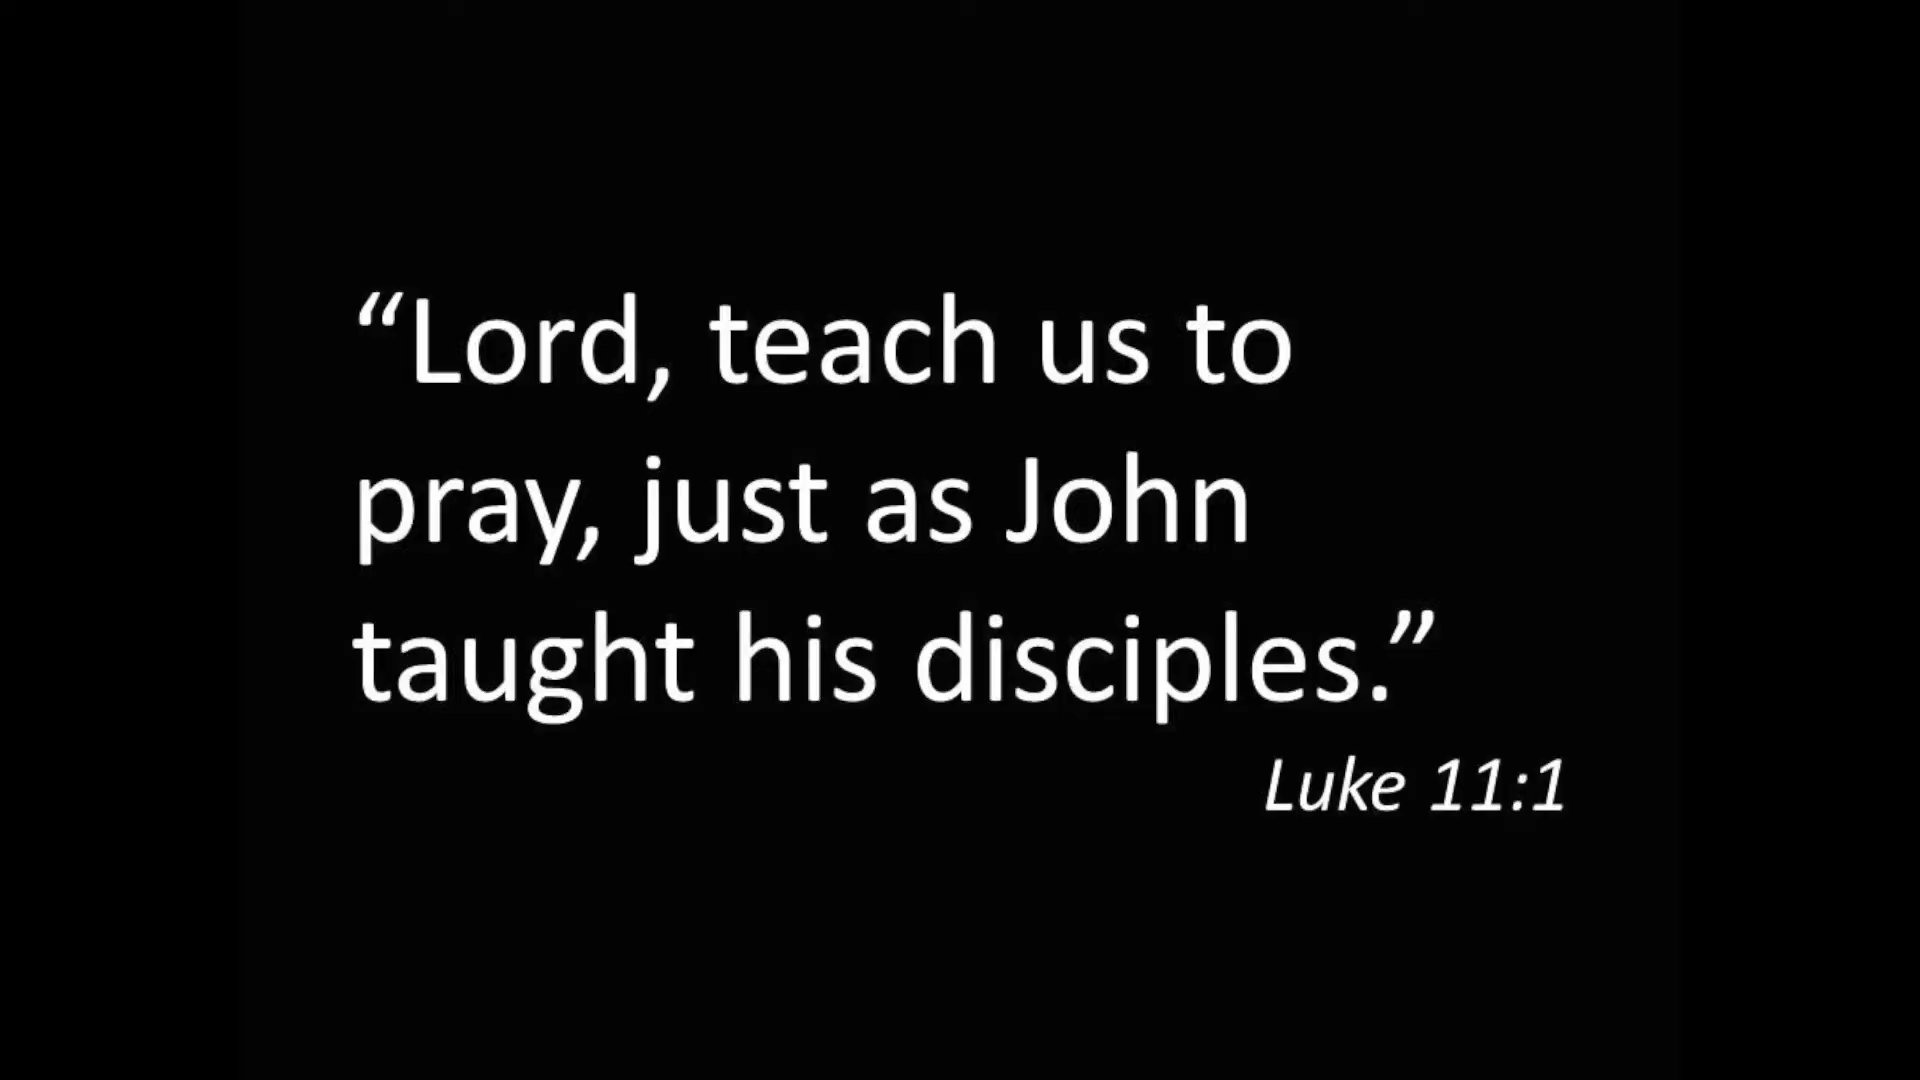 “Lord, teach us to
pray, just as John
taught his disciples.”
Luke 11:1